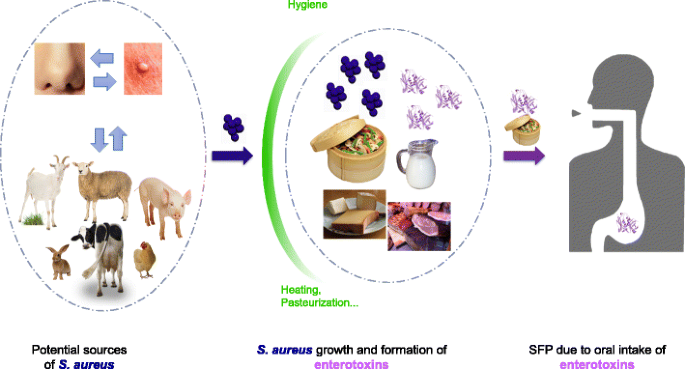 Hygiene
Heating,
Pasteurization...
Potential sources
of S. aureus
S. aureus growth and formation of
enterotoxins
SFP due to oral intake of
enterotoxins